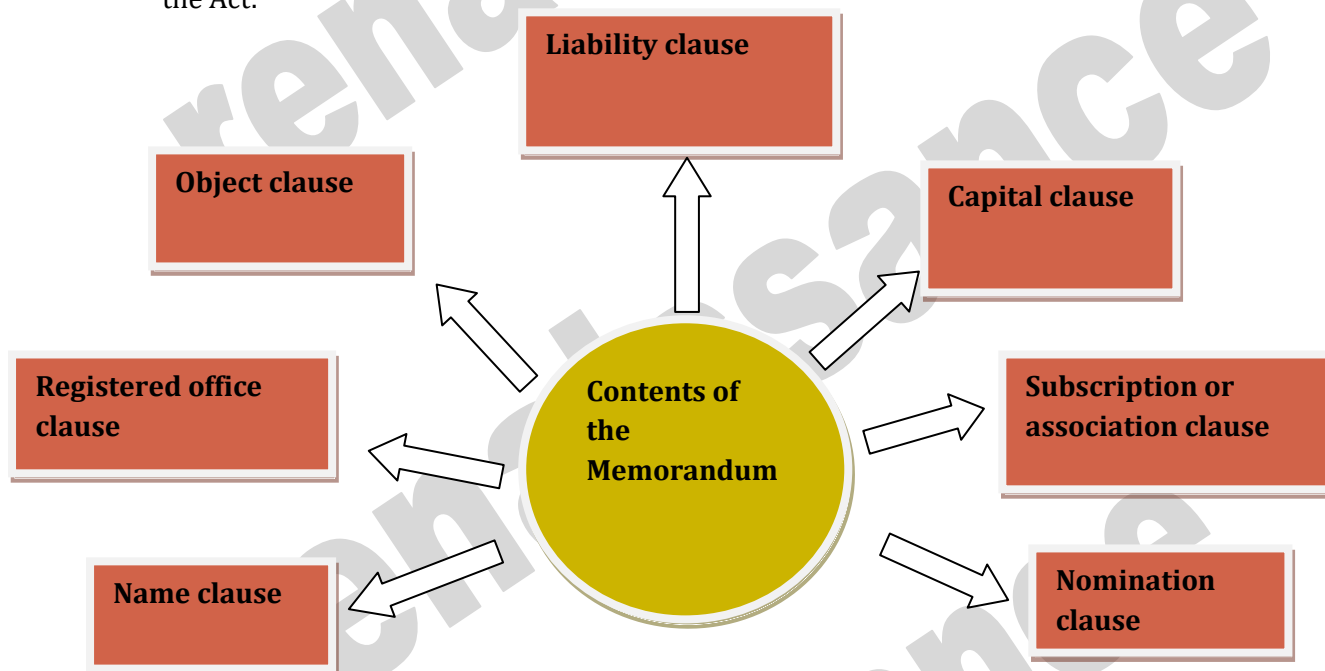 the Act.
Liability clause
Object clause
Capital clause
Registered office
clause
Contents of
the
Memorandum
Subscription or
association clause
Name clause
Nomination
clause
renaissance